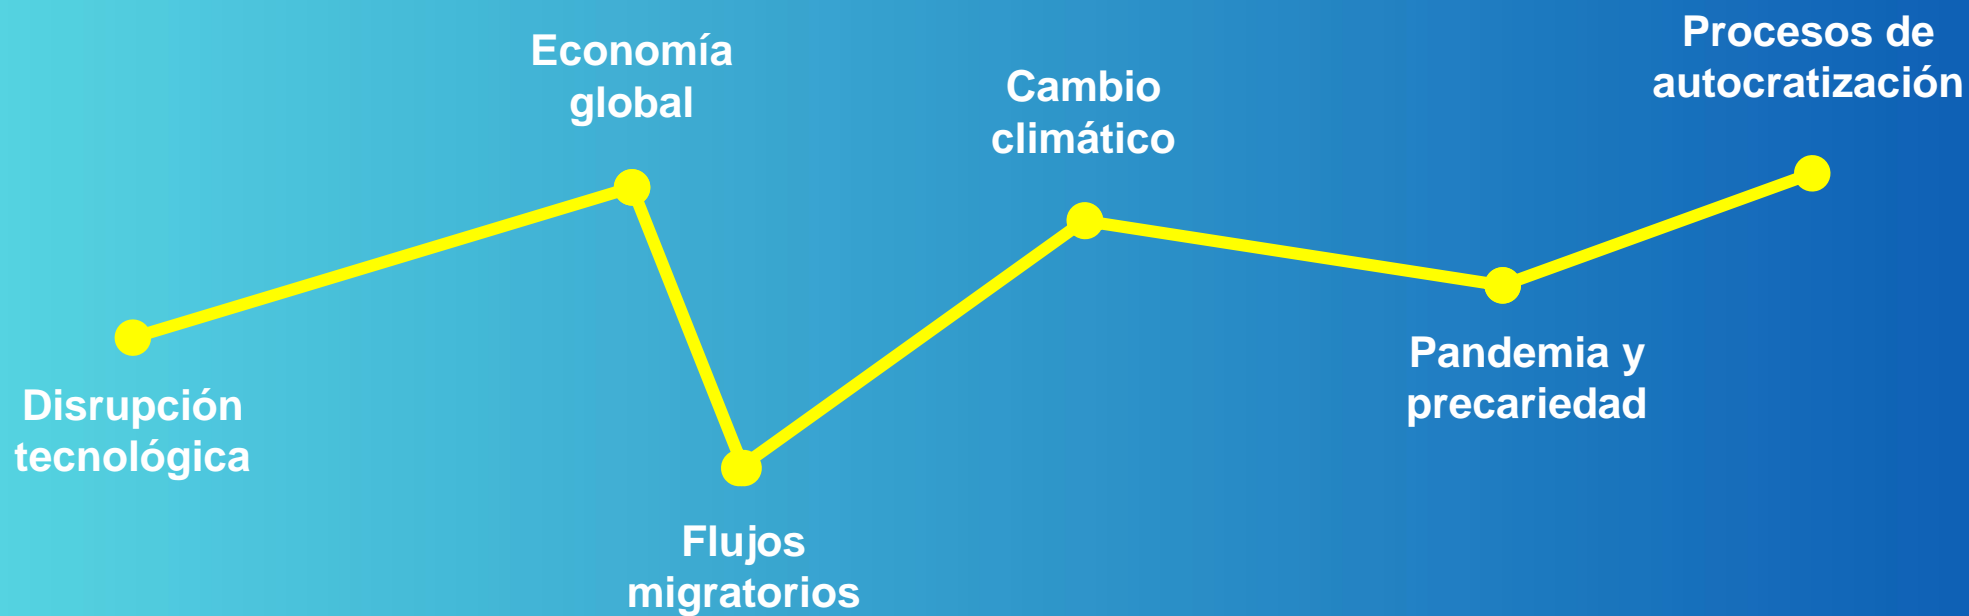 Disrupción
tecnológica
Economía
global
Flujos
migratorios
Cambio
climático
Pandemia y
precariedad
Procesos de
autocratización